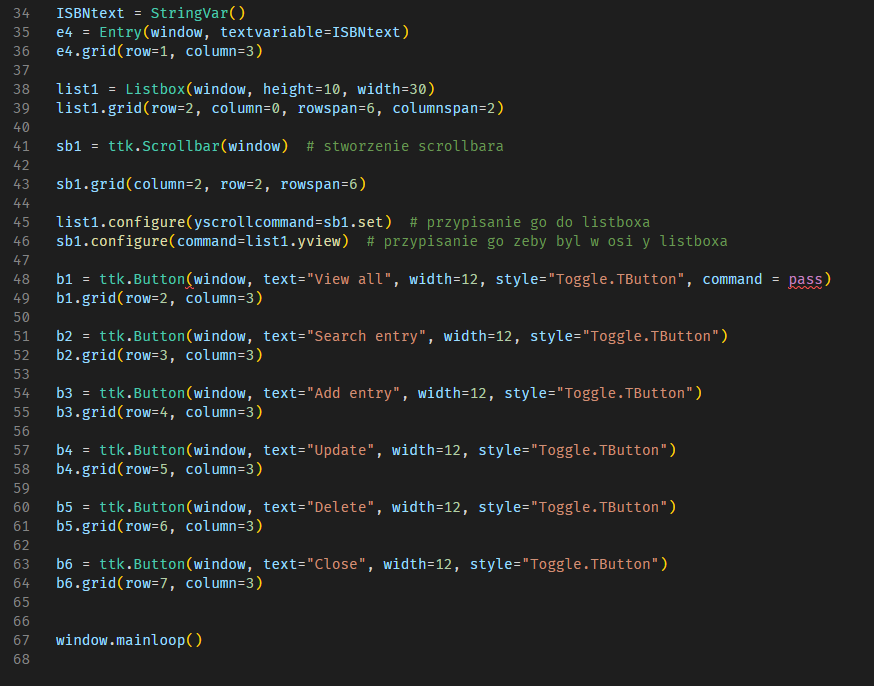 34 ISBNtext = StringVar()
35 e4 = Entry(window, textvariable=ISBNtext)
36 e4.grid(row=1, column=3)
37
38 list1 = Listbox(window, height=10, width=30)
39 list1.grid(row=2, column=0, rowspan=6, columnspan=2)
40
41 sb1 = ttk.Scrollbar(window)  # stworzenie scrollbara
42
43 sb1.grid(column=2, row=2, rowspan=6)
44
45 list1.configure(yscrollcommand=sb1.set)  # przypisanie go do listboxa
46 sb1.configure(command=list1.yview)  # przypisanie go zeby byl w osi y listboxa
47
48 b1 = ttk.Button(window, text="View all", width=12, style="Toggle.TButton", command = pass)
49 b1.grid(row=2, column=3)
50
51 b2 = ttk.Button(window, text="Search entry", width=12, style="Toggle.TButton")
52 b2.grid(row=3, column=3)
53
54 b3 = ttk.Button(window, text="Add entry", width=12, style="Toggle.TButton")
55 b3.grid(row=4, column=3)
56
57 b4 = ttk.Button(window, text="Update", width=12, style="Toggle.TButton")
58 b4.grid(row=5, column=3)
59
60 b5 = ttk.Button(window, text="Delete", width=12, style="Toggle.TButton")
61 b5.grid(row=6, column=3)
62
63 b6 = ttk.Button(window, text="Close", width=12, style="Toggle.TButton")
64 b6.grid(row=7, column=3)
65
66
67 window.mainloop()
68